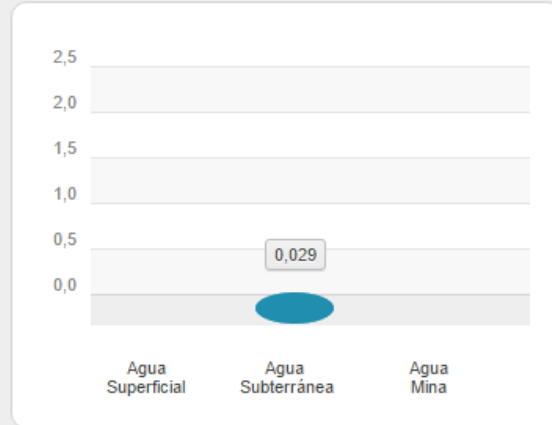 2,5
2,0
1,5
1,0
0,5
0,029
0,0
Agua
Superficial
Agua
Subterránea
Agua
Mina